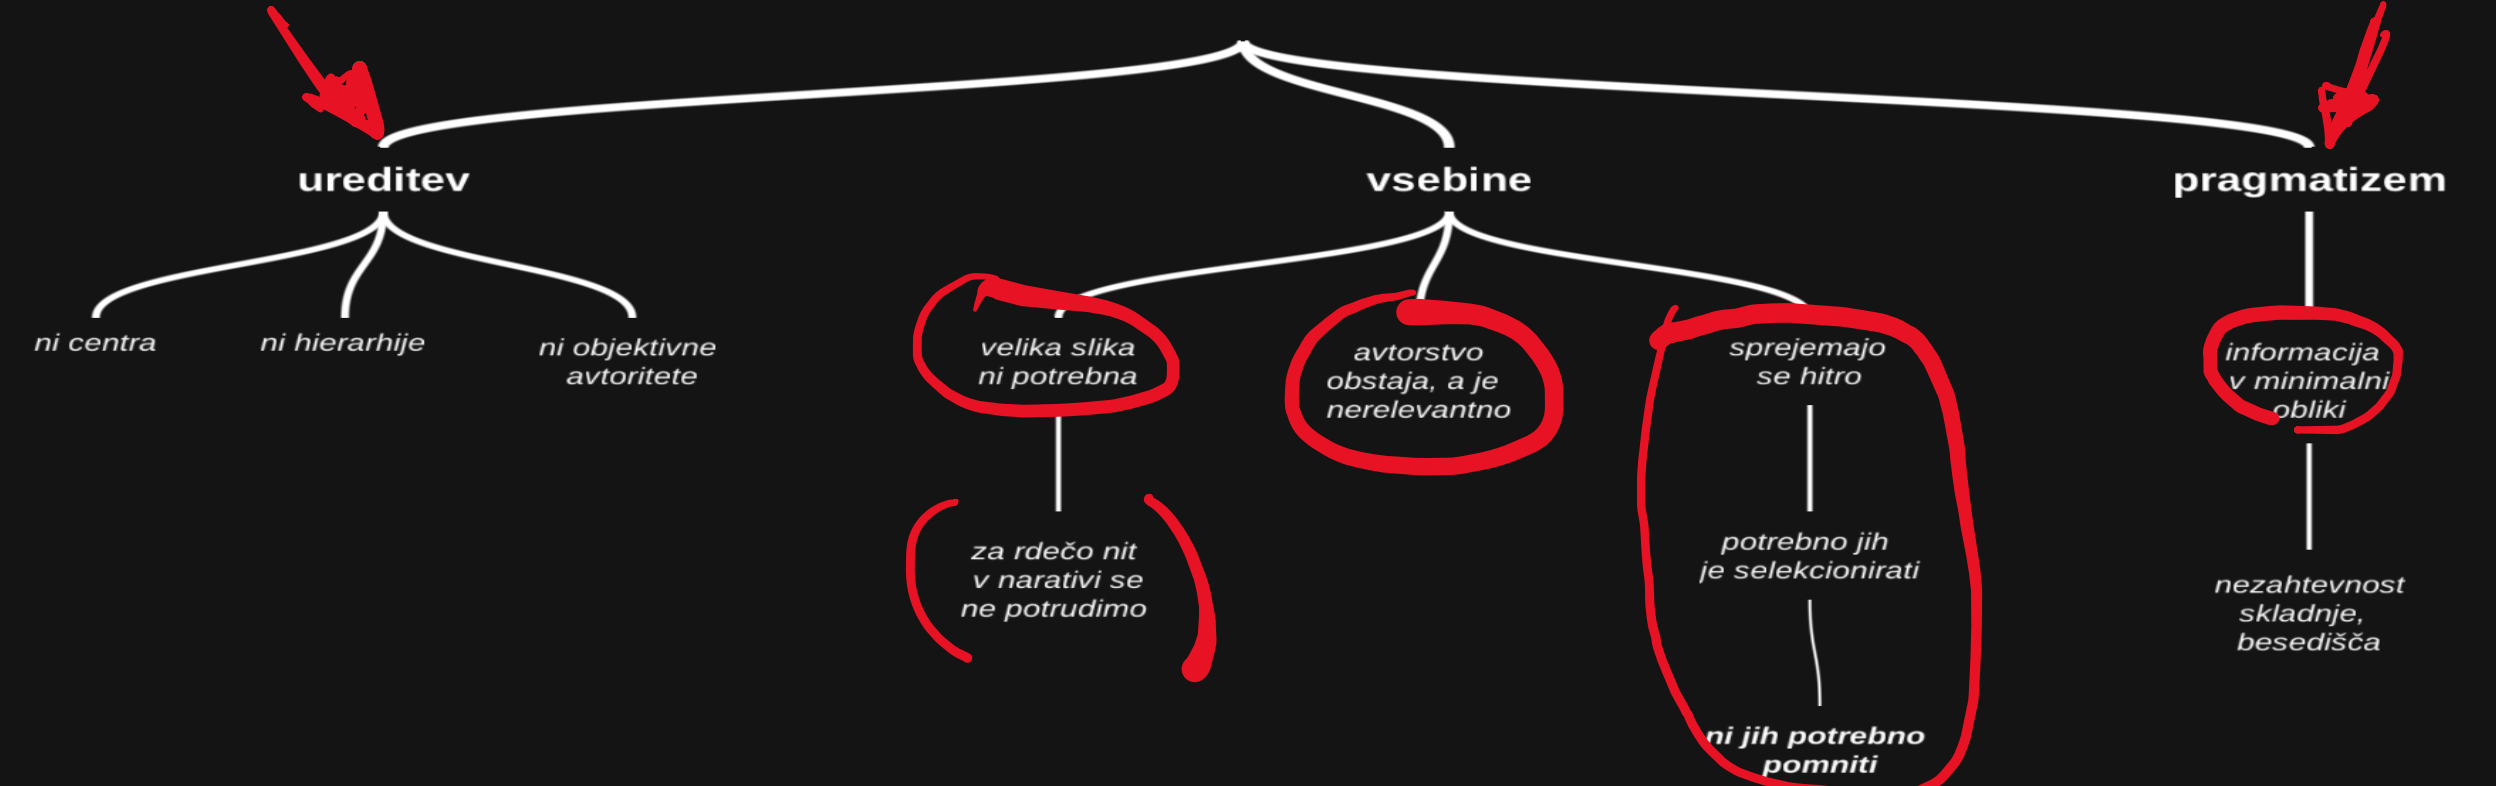 ureditev
vsebine
pragmatizem
ni centra
ni hierarhije
ni objektivne
avtoritete
velika slika
ni potrebna
avtorstvo
obstaja, a je
nerelevantno
sprejemajo
se hitro
informacija
v minimalni
obliki
za rdečo nit
v narativi se
ne potrudimo
potrebno jih
je selekcionirati
nezahtevnost
skladnje,
besedišča
ni jih potrebno
pomniti